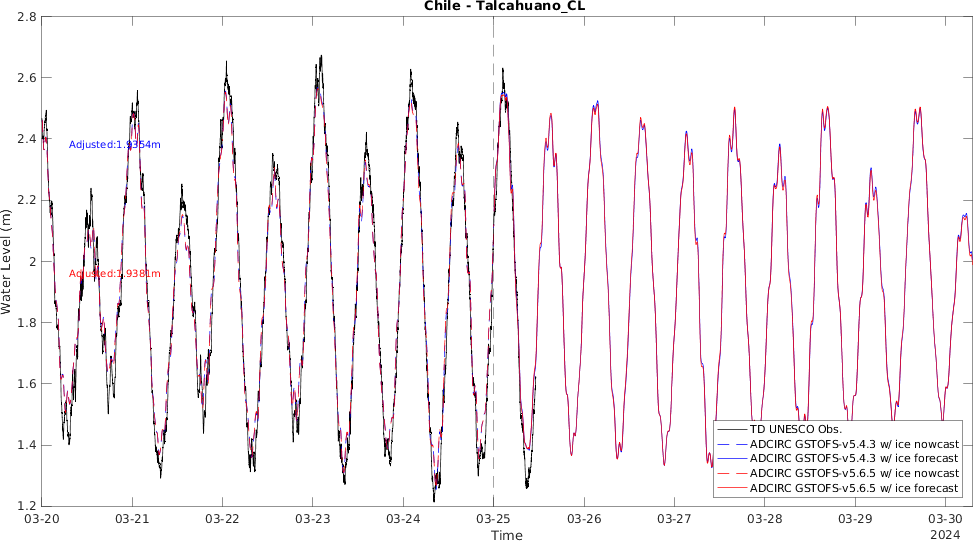 Chile - Talcahuano_CL
2.8
2.6
2.4
2.2
2
1.8
1.6
1.4
1.2
Water Level (m)
Adjusted:1.9354m
Adjusted:1.9381m
TD UNESCO Obs.
ADCIRC GSTOFS-v5.4.3 w/ ice nowcast
ADCIRC GSTOFS-v5.4.3 w/ ice forecast
ADCIRC GSTOFS-v5.6.5 w/ ice nowcast
ADCIRC GSTOFS-v5.6.5 w/ ice forecast
03-20 03-21 03-22 03-23 03-24 03-25 03-26 03-27 03-28 03-29 03-30
Time
2024